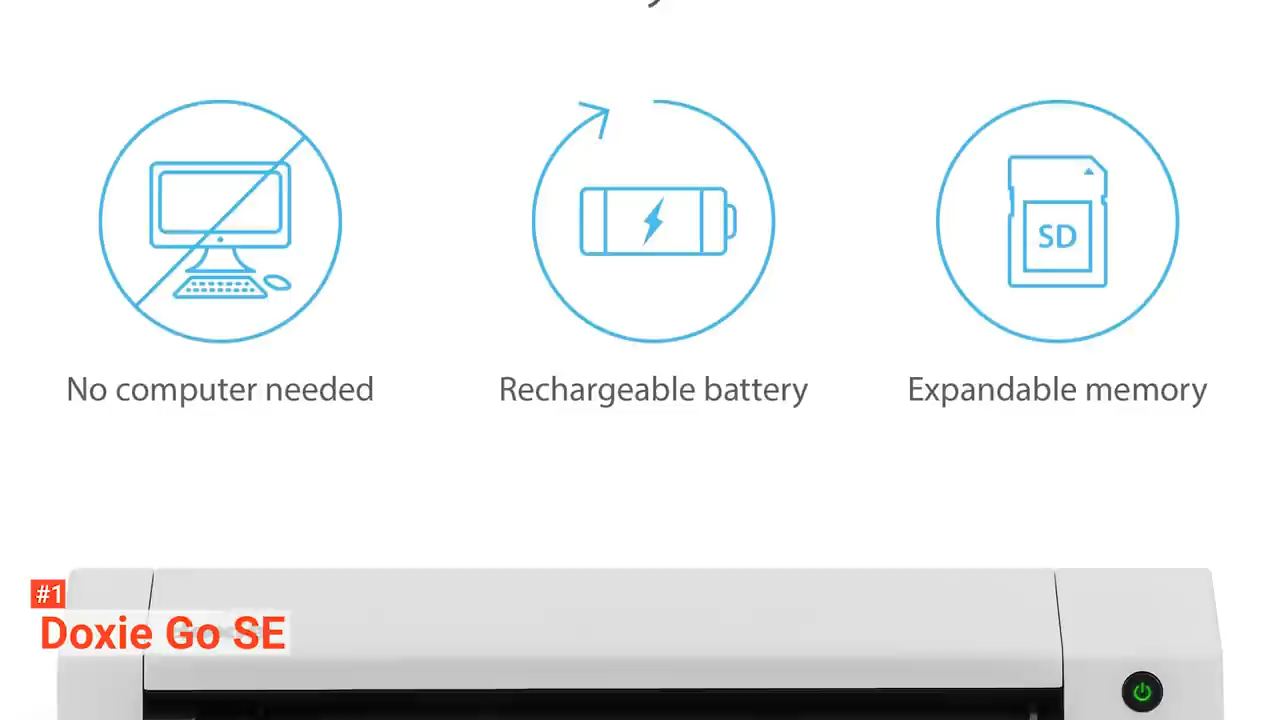 No computer needed
Rechargeable battery
SD
Expandable memory
#1
Doxie Go SE